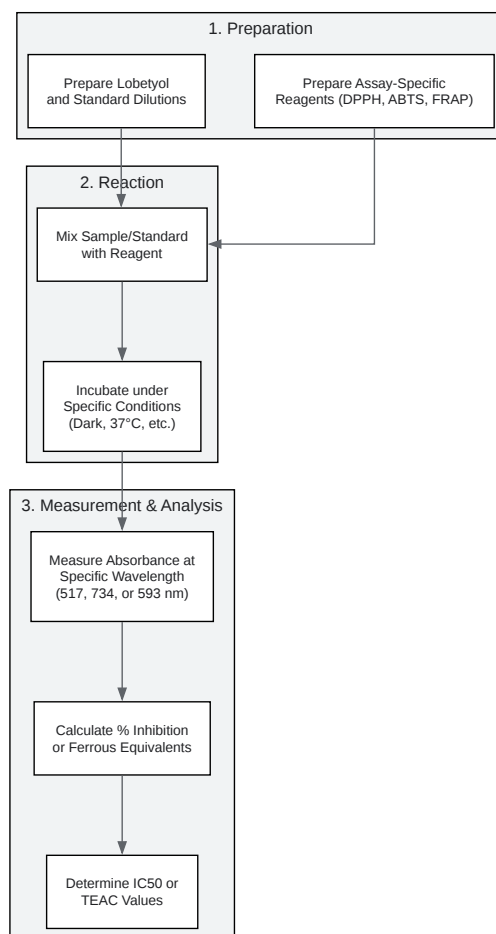 1. Preparation
Prepare Lobetyol
and Standard Dilutions
Prepare Assay-Specific
Reagents (DPPH, ABTS, FRAP)
2. Reaction
Mix Sample/Standard
with Reagent
Incubate under
Specific Conditions
(Dark, 37°C, etc.)
3. Measurement & Analysis
Measure Absorbance at
Specific Wavelength
(517, 734, or 593 nm)
Calculate % Inhibition
or Ferrous Equivalents
Determine IC50 or
TEAC Values